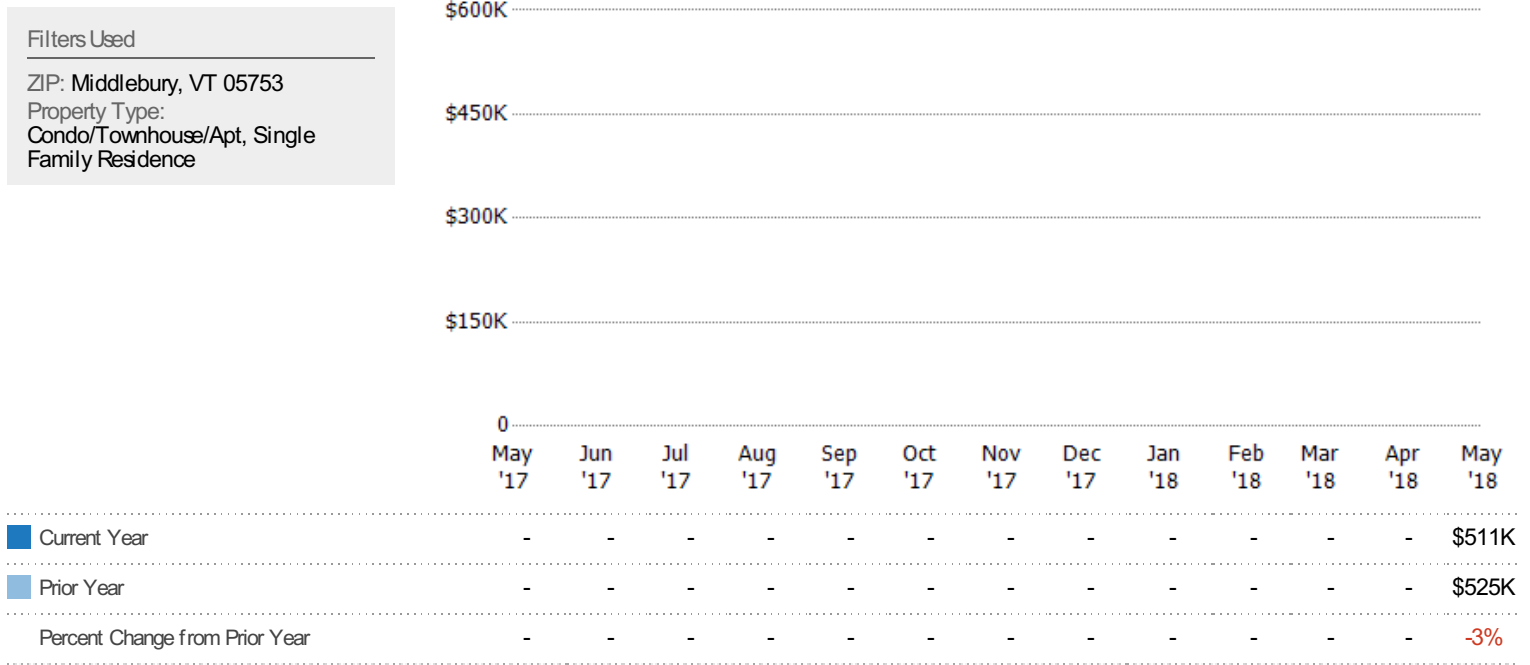 Filters Used
ZIP: Middlebury, VT 05753
Property Type:
Condo/Townhouse/Apt, Single
Family Residence
$600K
$450K
$300K
$150K
0
May Jun Jul Aug Sep Oct Nov Dec Jan Feb Mar Apr May
'17 '17 '17 '17 '17 '17 '17 '17 '18 '18 '18 '18 '18
Current Year - - - - - - - - - - - - $511K
Prior Year - - - - - - - - - - - - $525K
Percent Change from Prior Year - - - - - - - - - - - - -3%